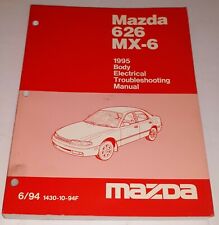 Mazda
626
MX-6
1995
Body
Electrical
Troubleshooting
Manual
6/94 1430-10-94F
mazda